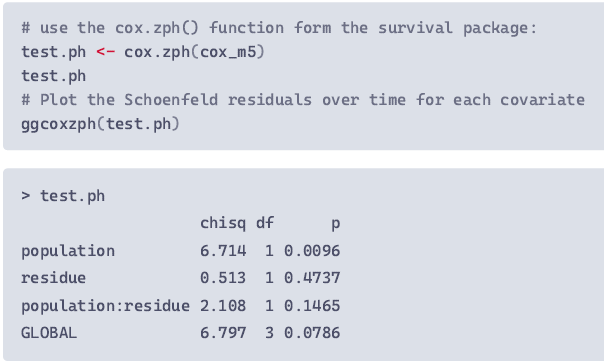 # use the cox.zph() function form the survival package:
test.ph <- cox.zph(cox_m5)
test.ph
# Plot the Schoenfeld residuals over time for each covariate
ggcoxzph(test.ph)
> test.ph
                   chisq df      p
population         6.714  1 0.0096
residue            0.513  1 0.4737
population:residue 2.108  1 0.1465
GLOBAL             6.797  3 0.0786